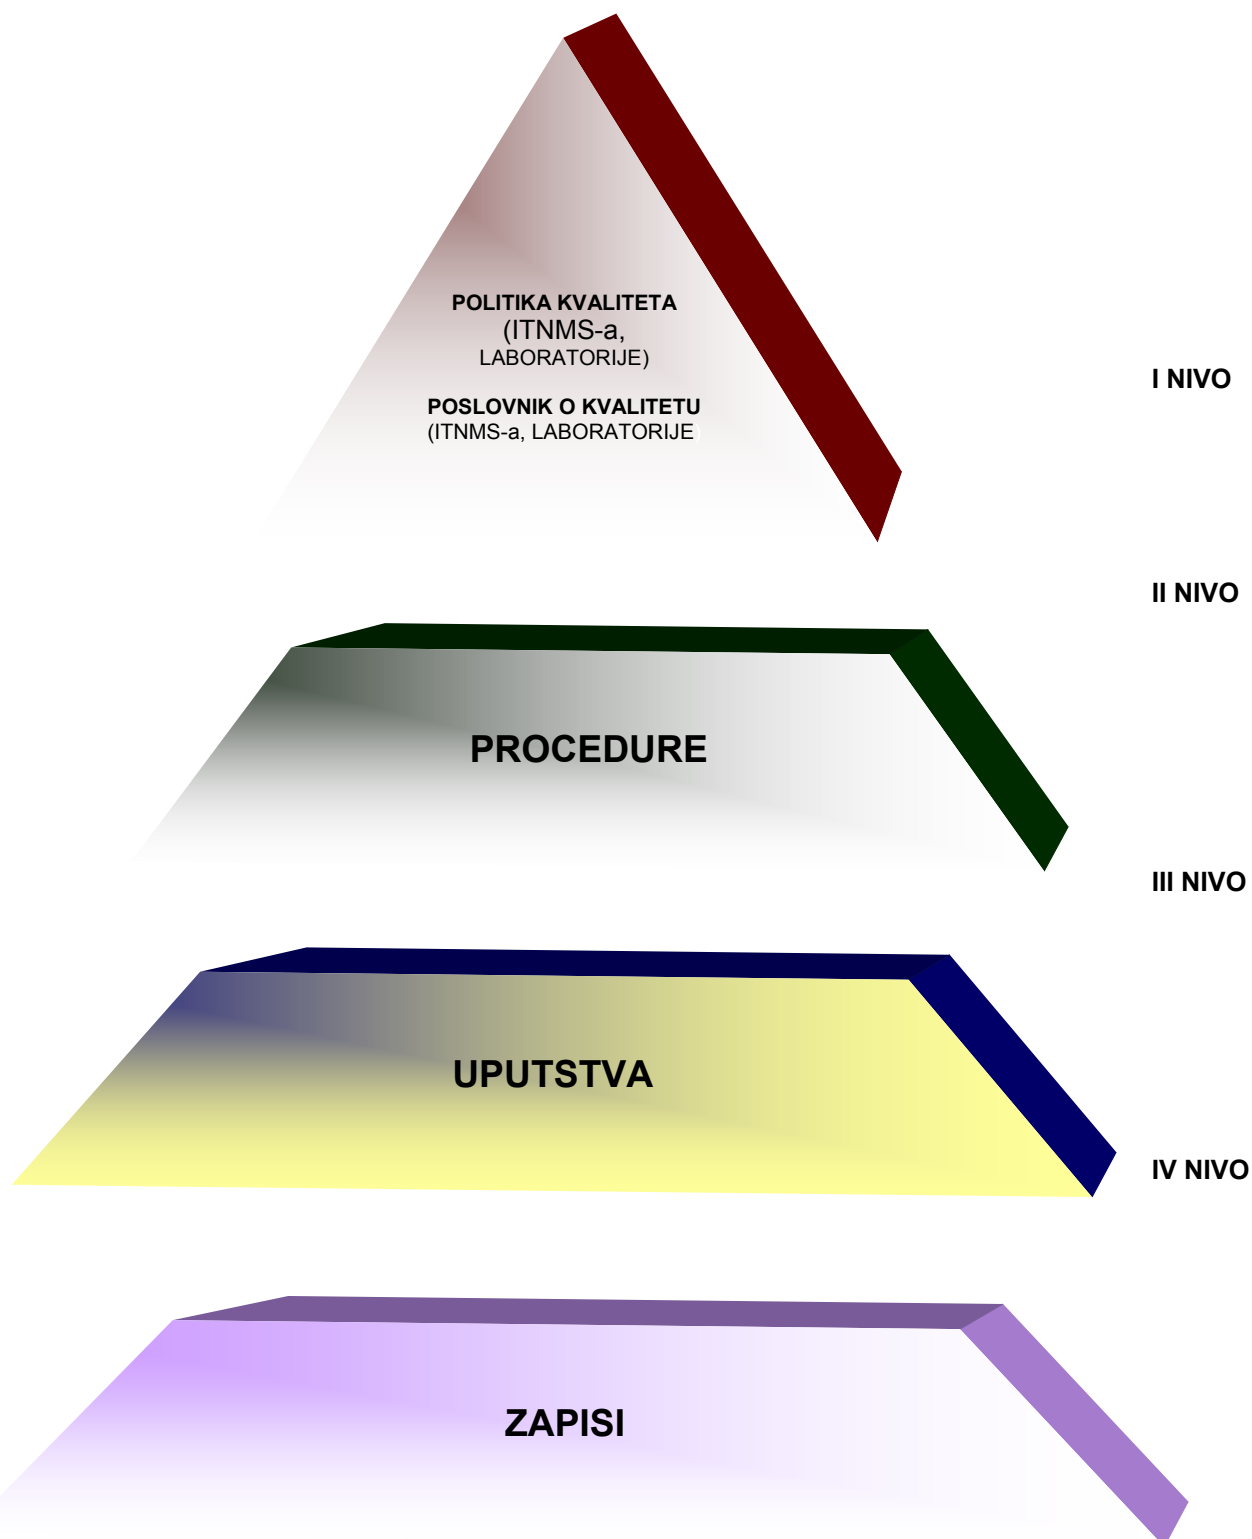 POLITIKA KVALITETA
(ITNMS-a,
LABORATORIJE)
POSLOVNIK O KVALITETU
(ITNMS-a, LABORATORIJE
I NIVO
II NIVO
PROCEDURE
III NIVO
UPUTSTVA
IV NIVO
ZAPISI